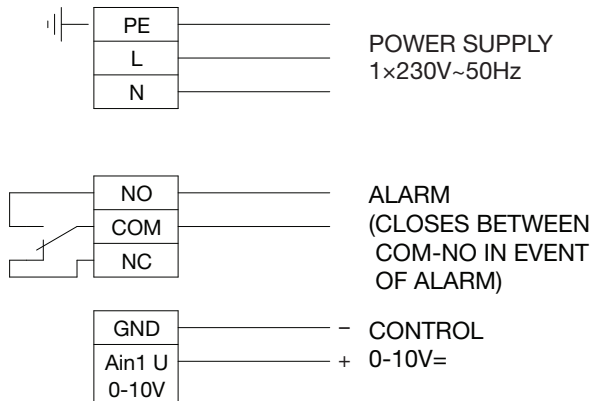 PE
L
N
POWER SUPPLY
1×230V~50Hz
NO
COM
NC
ALARM
(CLOSES BETWEEN
COM-NO IN EVENT
OF ALARM)
GND
Ain1 U
0-10V
– CONTROL
+ 0-10V=